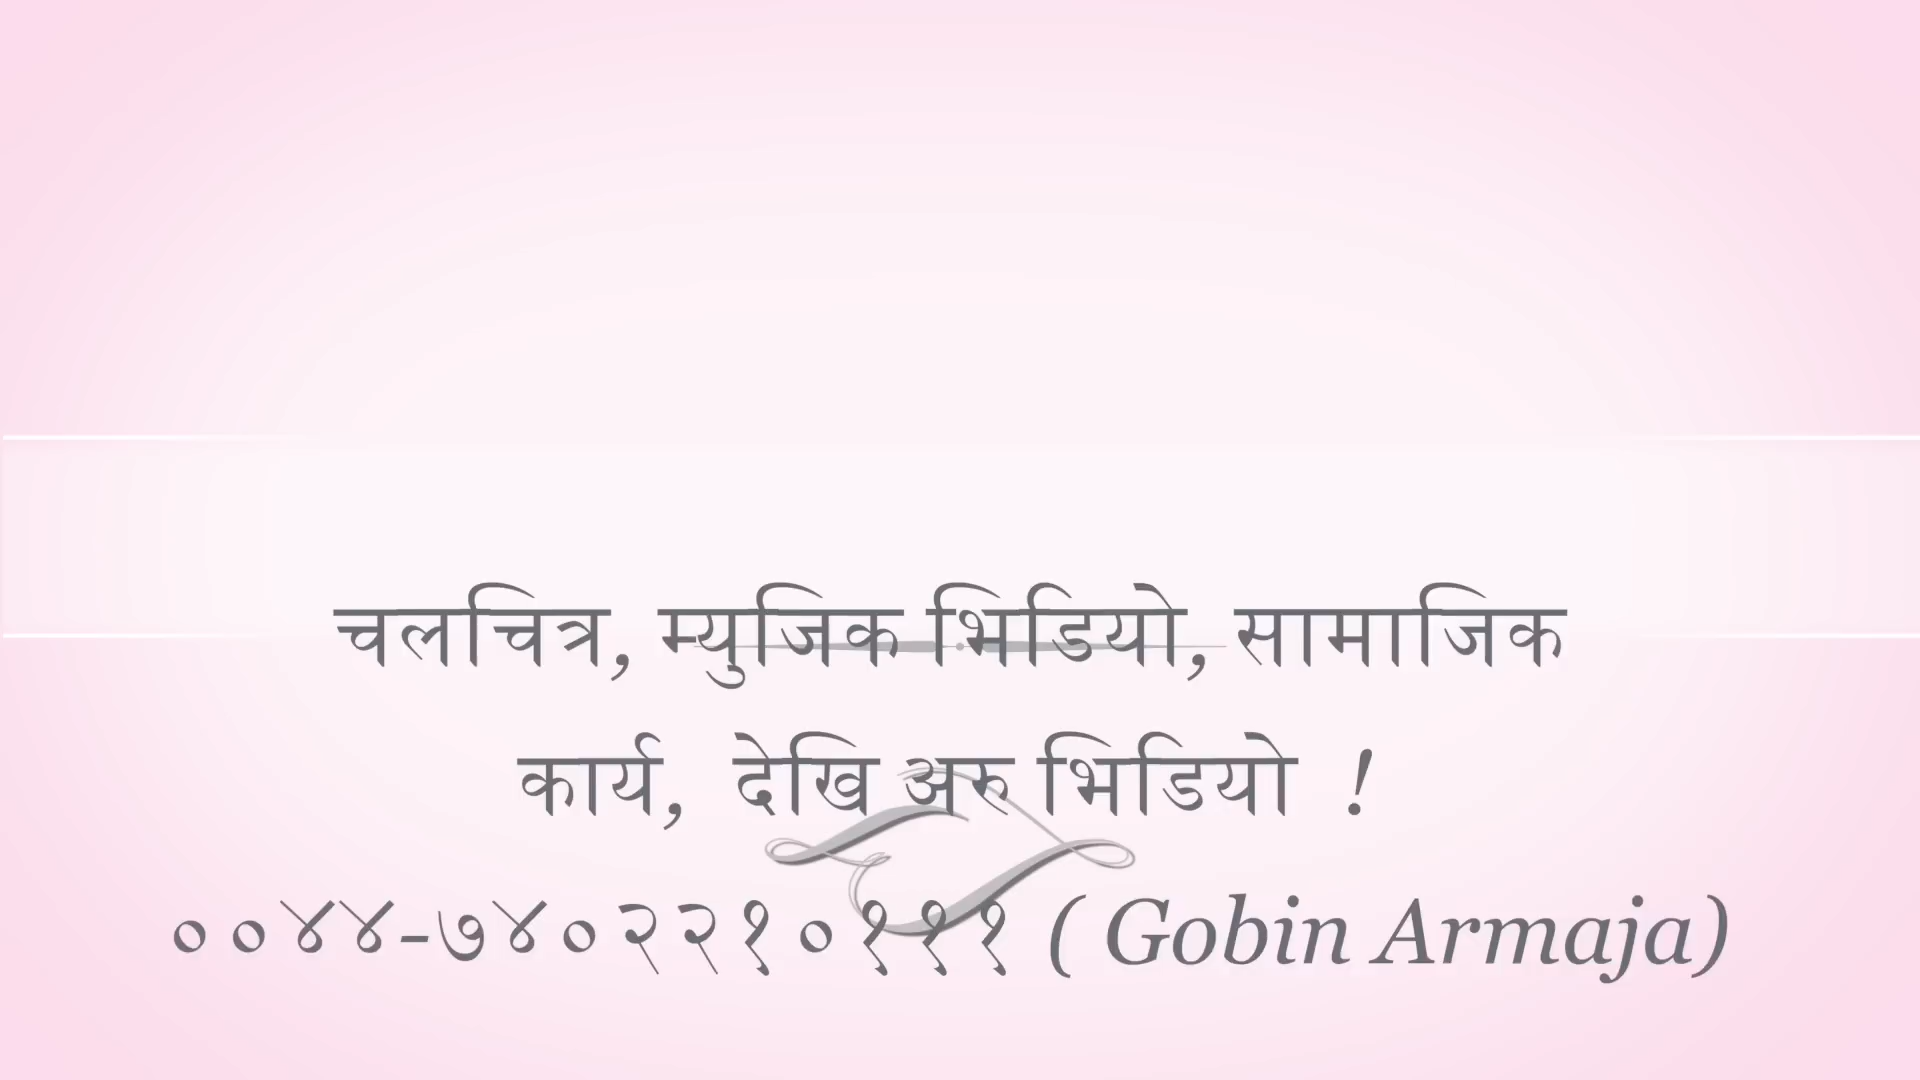 चलचित्र, म्युजिक भिडियो, सामाजिक
कार्य, देखि अरु भिडियो !
००४४-७४०२२१०१११ ( Gobin Armaja)